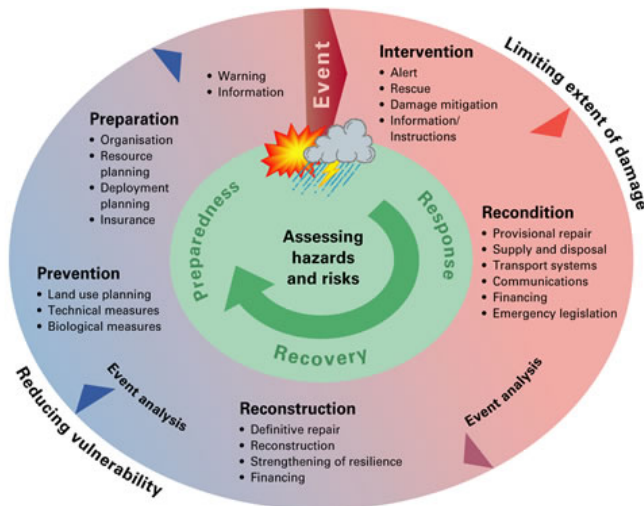 Event
Intervention
• Alert
• Rescue
• Damage mitigation
• Information/
Instructions
Limiting extent of damage
Recondition
• Provisional repair
• Supply and disposal
• Transport systems
• Communications
• Financing
• Emergency legislation
Event analysis
Reconstruction
• Definitive repair
• Reconstruction
• Strengthening of resilience
• Financing
Event analysis
Reducing vulnerability
Prevention
• Land use planning
• Technical measures
• Biological measures
Preparation
• Organisation
• Resource
planning
• Deployment
planning
• Insurance
• Warning
• Information
Preparedness
Response
Recovery
Assessing
hazards
and risks